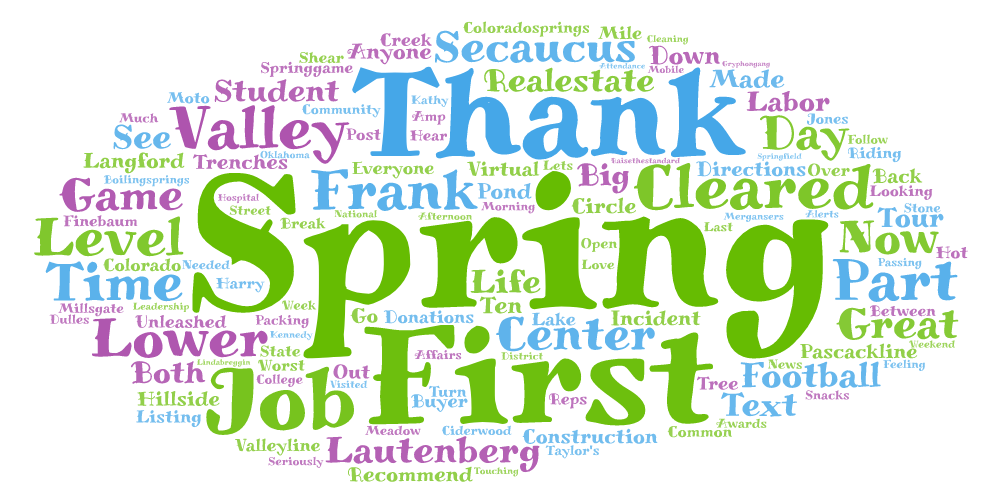 Coloradosprings Mile Cleaning
Creek Secaucus
Shear Anyone Down
Springgame Attendance Mobile Gryphongang
Moto Student Thank Realestate Made
Community Kathy Labor
Much Valley Amp Jones
See Post Hear Day Follow
Langford Trenches Oklahoma Everyone Virtual Lets Raisethestandard Springfield Riding
Boilingsprings Frank Pond Big Cleared Directions Over Back
Game Hospital Morning Circle Looking
Finebaum Street Spring Stone
Level Break National Afternoon Last Mergansers Alerts Tour
Colorado Needed Open Now Hot
Time Harry Life Love Part Passing
Millsgate Leadership Week Ten Between
Dulles Unleashed Packing Go Donations Lake Incident Great
Lower Kennedy First Center Weekend
State Affairs District Pascackline
Both Lindabreggin Worst Out News Feeling
College Visited Tree Football
Hillside Job Turn Snacks
Listing Buyer Reps Text
Meadow Ciderwood Construction Common Awards
Valleyline Lautenberg Taylor's
Seriously Recommend Touching